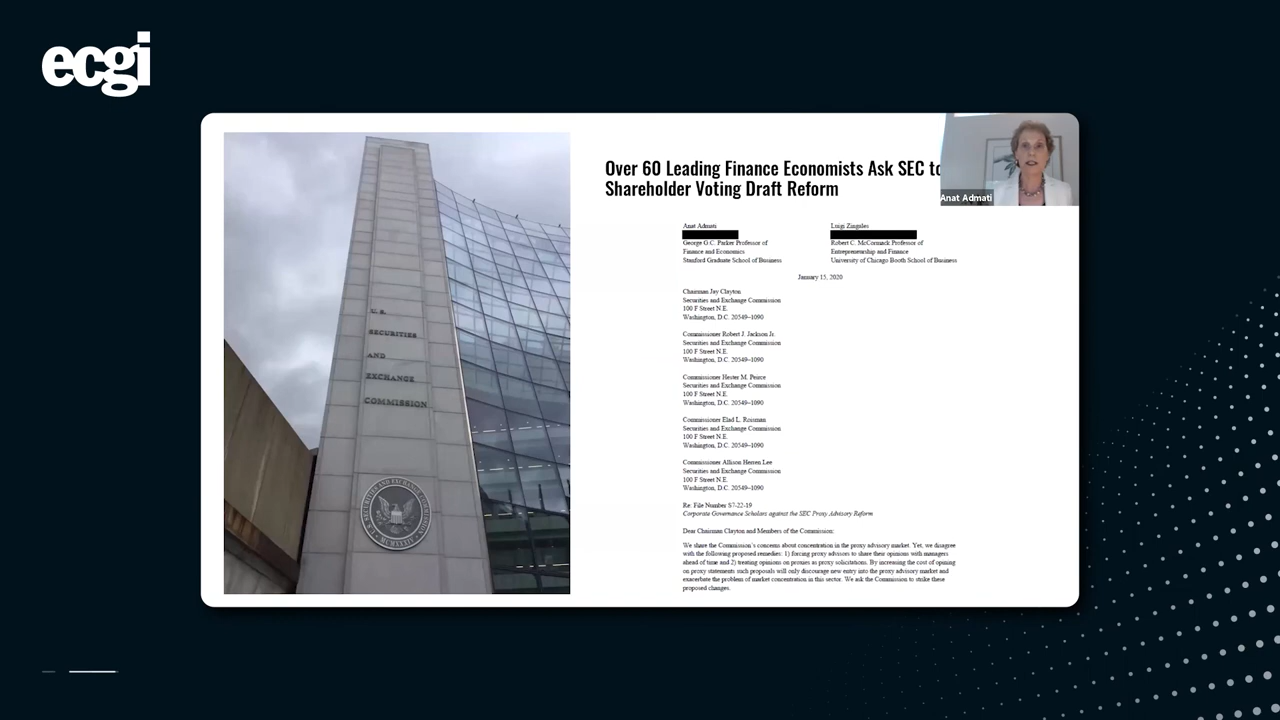 ecgi
Over 60 Leading Finance Economists Ask SEC to
Shareholder Voting Draft Reform
Anat Admati
Anat Admati
Luigi Zingales
George G.C. Parker Professor of
Finance and Economics
Stanford Graduate School of Business
Robert C. McCormack Professor of
Entrepreneurship and Finance
University of Chicago Booth School of Business
January 15, 2020
Chairman Jay Clayton
Securities and Exchange Commission
100 F Street N.E.
Washington, D.C. 20549–1090
Commissioner Robert J. Jackson Jr.
Securities and Exchange Commission
100 F Street N.E.
Washington, D.C. 20549–1090
Commissioner Hester M. Peirce
Securities and Exchange Commission
100 F Street N.E.
Washington, D.C. 20549–1090
Commissioner Elad L. Roisman
Securities and Exchange Commission
100 F Street N.E.
Washington, D.C. 20549–1090
Commissioner Allison Herren Lee
Securities and Exchange Commission
100 F Street N.E.
Washington, D.C. 20549–1090
Re: File Number S7-22-19
Corporate Governance Scholars against the SEC Proxy Advisory Reform
Dear Chairman Clayton and Members of the Commission:
We share the Commission's concerns about concentration in the proxy advisory market. Yet, we disagree
with the following proposed remedies: 1) forcing proxy advisors to share their opinions with managers
ahead of time and 2) treating opinions on proxies as proxy solicitations. By increasing the cost of opining
on proxy statements such proposals will only discourage new entry into the proxy advisory market and
exacerbate the problem of market concentration in this sector. We ask the Commission to strike these
proposed changes.
U.S.
SECURITIES
AND
EXCHANGE
COMMISSION